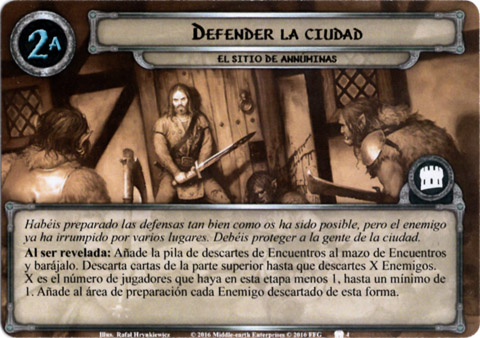 2A
DEFENDER LA CIUDAD
EL SITIO DE ANNÚMINAS
Habéis preparado las defensas tan bien como os ha sido posible, pero el enemigo
ya ha irrumpido por varios lugares. Debéis proteger a la gente de la ciudad.
Al ser revelada: Añade la pila de descartes de Encuentros al mazo de Encuentros
y barájalo. Descarta cartas de la parte superior hasta que descartes X Enemigos.
X es el número de jugadores que haya en esta etapa menos 1, hasta un mínimo de
1. Añade al área de preparación cada Enemigo descartado de esta forma.
Illus. Rafał Hrynkiewicz © 2016 Middle-earth Enterprises © 2016 FFG 4